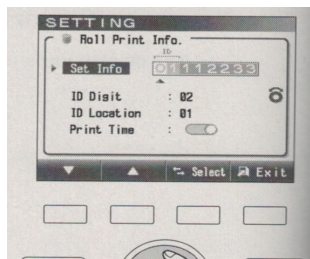 SETTING
Roll Print Info.
ID
Set Info 01112233
ID Digit : 02
ID Location : 01
Print Time :
Select Exit